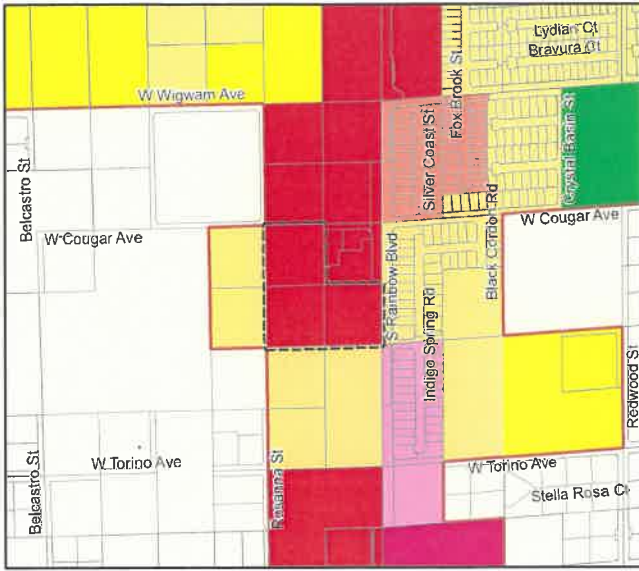 Lydian Ct
Bravura Ct
Fox Brook St
W Wigwam Ave
Silver Coast St
Crystal Basin St
Belcastro St
Black Cordon Rd
W Cougar Ave
W Cougar Ave
S Rainbow Blvd
Indigo Spring Rd
Redwood St
Rosanna St
Belcastro St
W Torino Ave
W Torino Ave
Stella Rosa Ct